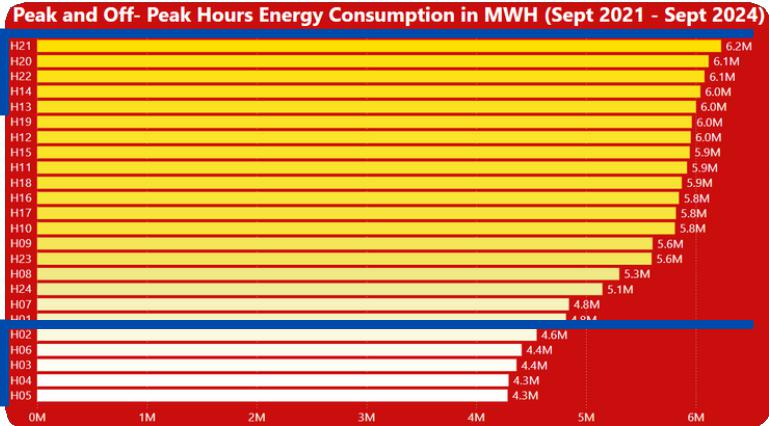 Peak and Off- Peak Hours Energy Consumption in MWH (Sept 2021 - Sept 2024)
H21 6.2M
H20 6.1M
H22 6.1M
H14 6.0M
H13 6.0M
H19 6.0M
H12 6.0M
H15 5.9M
H11 5.9M
H18 5.9M
H16 5.8M
H17 5.8M
H10 5.8M
H09 5.6M
H23 5.6M
H08 5.3M
H24 5.1M
H07 4.8M
H01 4.8M
H02 4.6M
H06 4.4M
H03 4.4M
H04 4.3M
H05 4.3M
0M 1M 2M 3M 4M 5M 6M